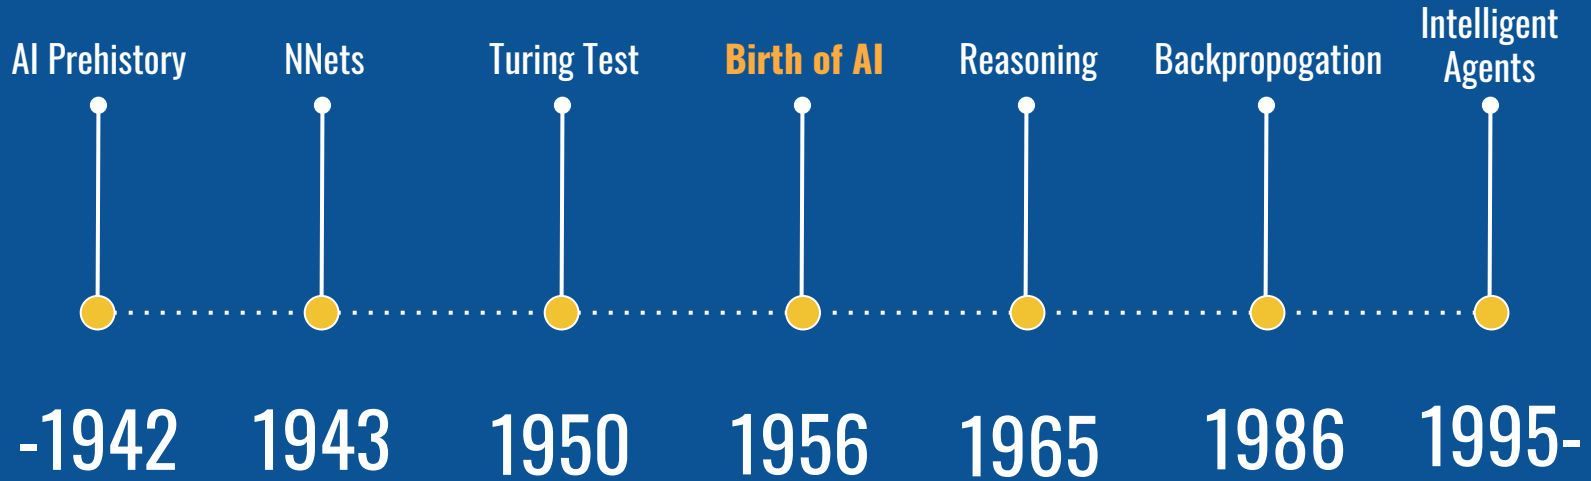 AI Prehistory
NNets
Turing Test
Birth of AI
Reasoning
Backpropogation
Intelligent
Agents
-1942
1943
1950
1956
1965
1986
1995-